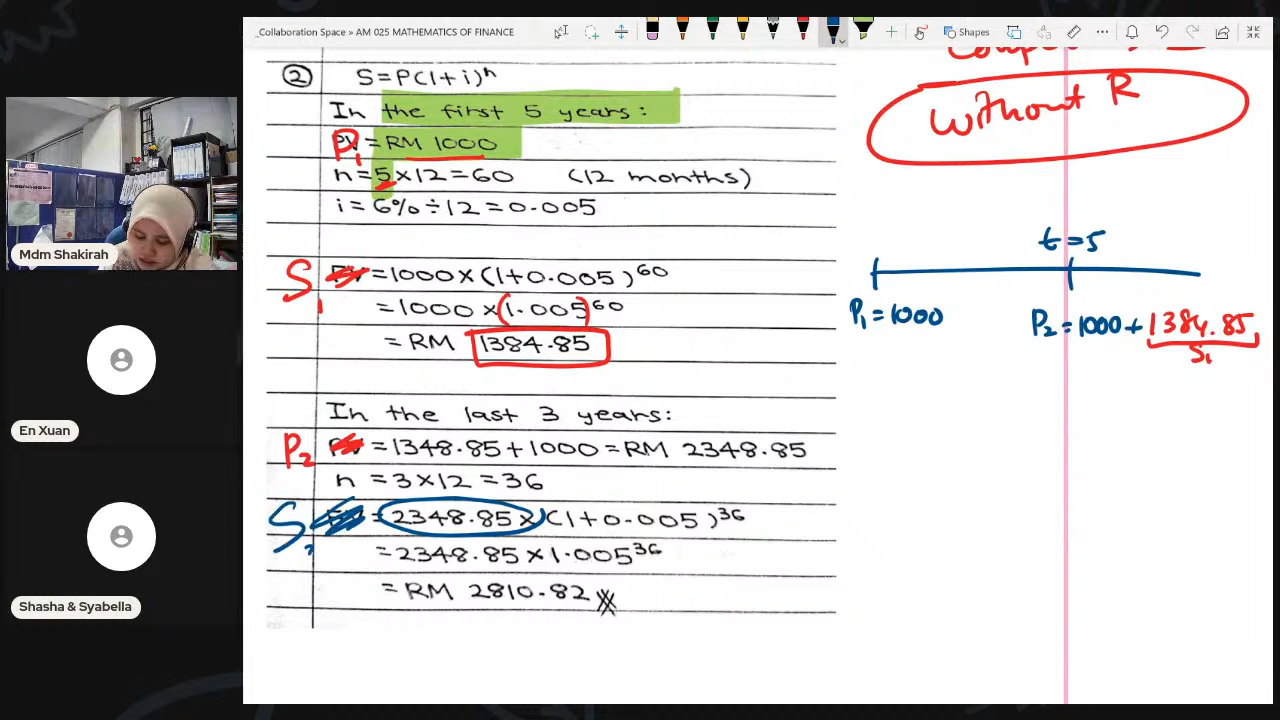 _Collaboration Space » AM 025 MATHEMATICS OF FINANCE
Shapes
② S=P(1+i)ⁿ
In the first 5 years:
P₁ = RM 1000
n=5×12=60 (12 months)
i=6%÷12=0.005
S₁ =1000×(1+0.005)⁶⁰
=1000×(1.005)⁶⁰
=RM 1384.85
In the last 3 years:
P₂ =1348.85+1000=RM 2348.85
n=3×12=36
S₂ =2348.85×(1+0.005)³⁶
=2348.85×1.005³⁶
=RM 2810.82
without R
t=5
P₁=1000
P₂=1000+1384.85
S₁
Mdm Shakirah
En Xuan
Shasha & Syabella